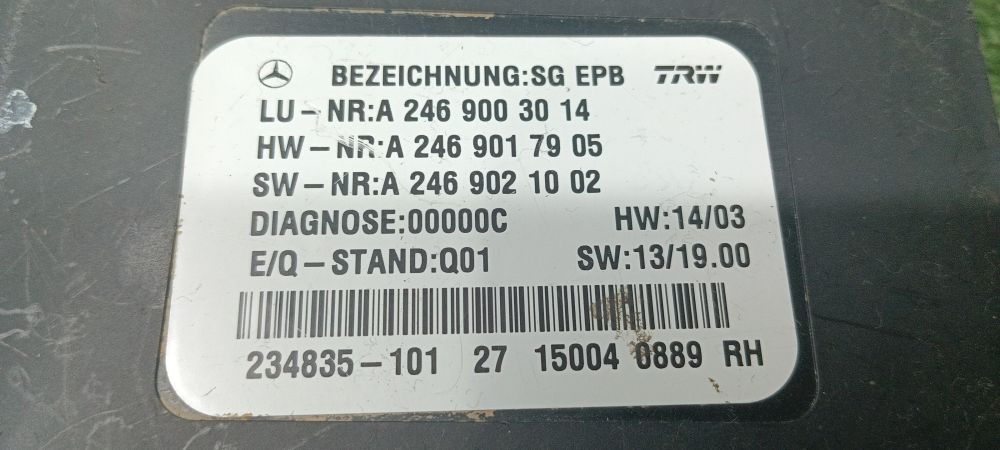 BEZEICHNUNG:SG EPB TRW
LU-NR:A 246 900 30 14
HW-NR:A 246 901 79 05
SW-NR:A 246 902 10 02
DIAGNOSE:00000C HW:14/03
E/Q-STAND:Q01 SW:13/19.00
234835-101 27 15004 0889 RH